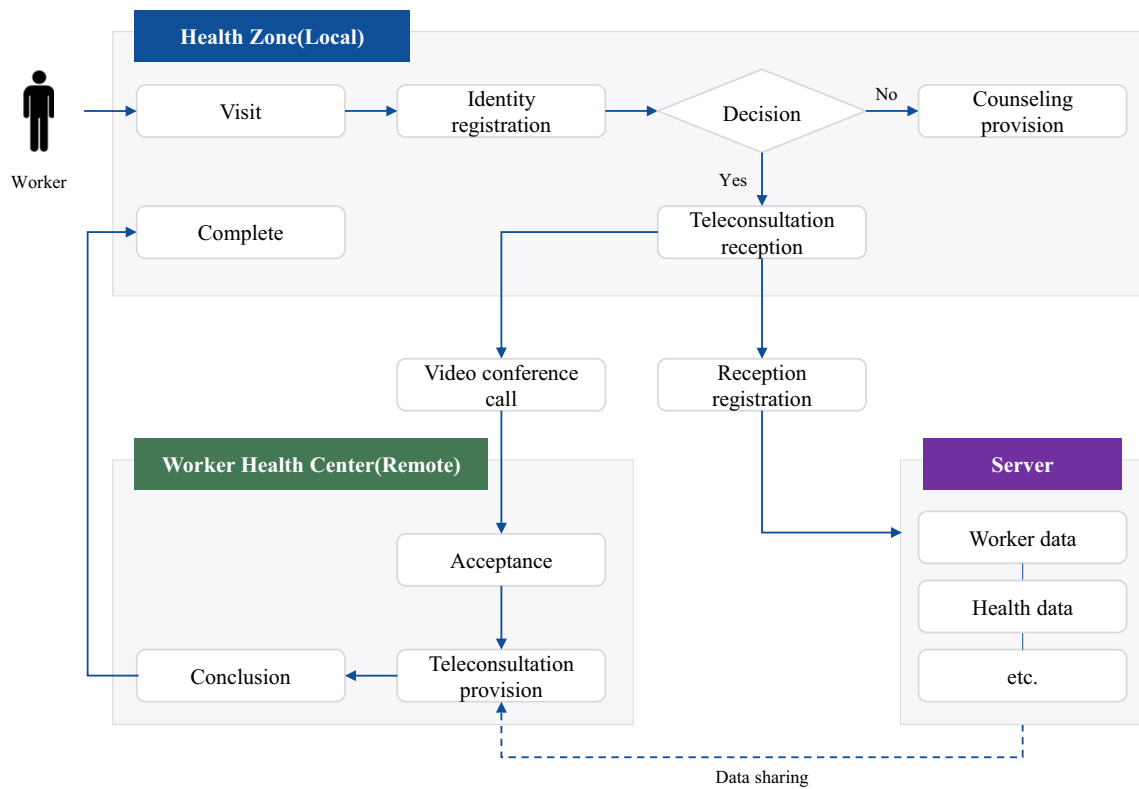 Health Zone(Local)
Worker
Visit
Identity
registration
Decision
No
Counseling
provision
Yes
Complete
Teleconsultation
reception
Video conference
call
Reception
registration
Worker Health Center(Remote)
Server
Acceptance
Worker data
Health data
Conclusion
Teleconsultation
provision
etc.
Data sharing